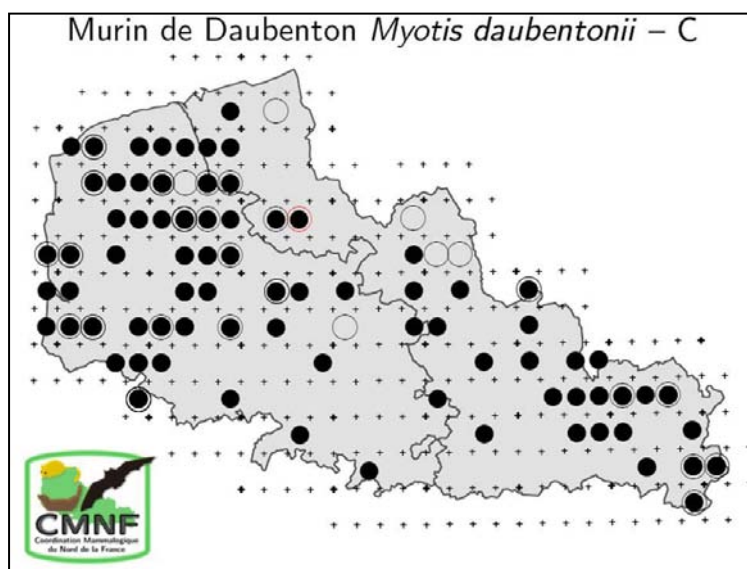 Murin de Daubenton Myotis daubentonii – C
CMNF
Coordination Mammalogique
du Nord de la France